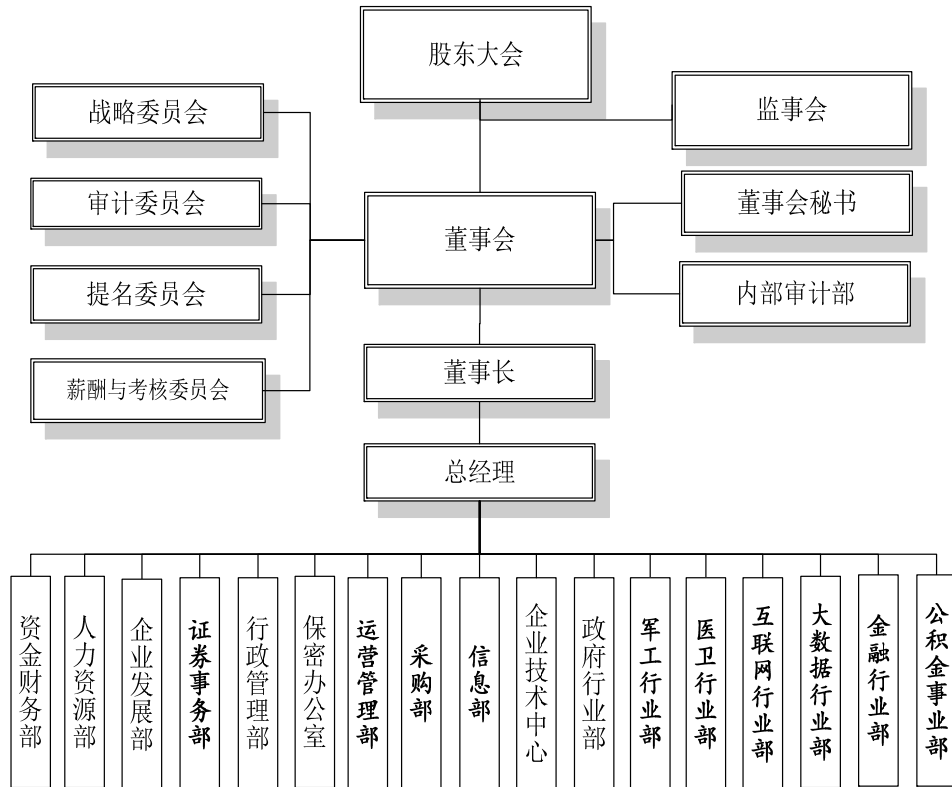 股东大会
监事会
战略委员会
审计委员会
提名委员会
薪酬与考核委员会
董事会
董事会秘书
内部审计部
董事长
总经理
资金财务部
人力资源部
企业发展部
证券事务部
行政管理部
保密办公室
运营管理部
采购部
信息部
企业技术中心
政府行业部
军工行业部
医卫行业部
互联网行业部
大数据行业部
金融行业部
公积金事业部